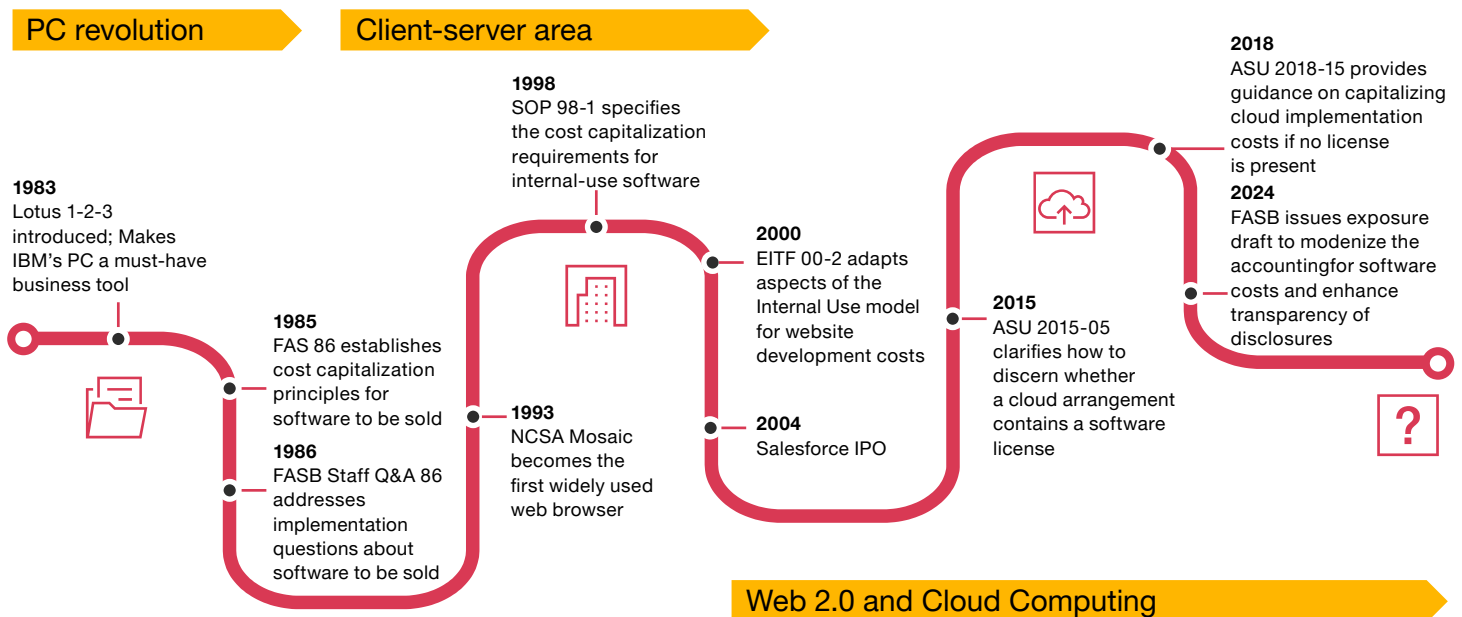 PC revolution
Client-server area
1983
Lotus 1-2-3
introduced; Makes
IBM's PC a must-have
business tool
1985
FAS 86 establishes
cost capitalization
principles for
software to be sold
1986
FASB Staff Q&A 86
addresses
implementation
questions about
software to be sold
1993
NCSA Mosaic
becomes the
first widely used
web browser
1998
SOP 98-1 specifies
the cost capitalization
requirements for
internal-use software
2000
EITF 00-2 adapts
aspects of the
Internal Use model
for website
development costs
2004
Salesforce IPO
2015
ASU 2015-05
clarifies how to
discern whether
a cloud arrangement
contains a software
license
2018
ASU 2018-15 provides
guidance on capitalizing
cloud implementation
costs if no license
is present
2024
FASB issues exposure
draft to modenize the
accountingfor software
costs and enhance
transparency of
disclosures
?
Web 2.0 and Cloud Computing